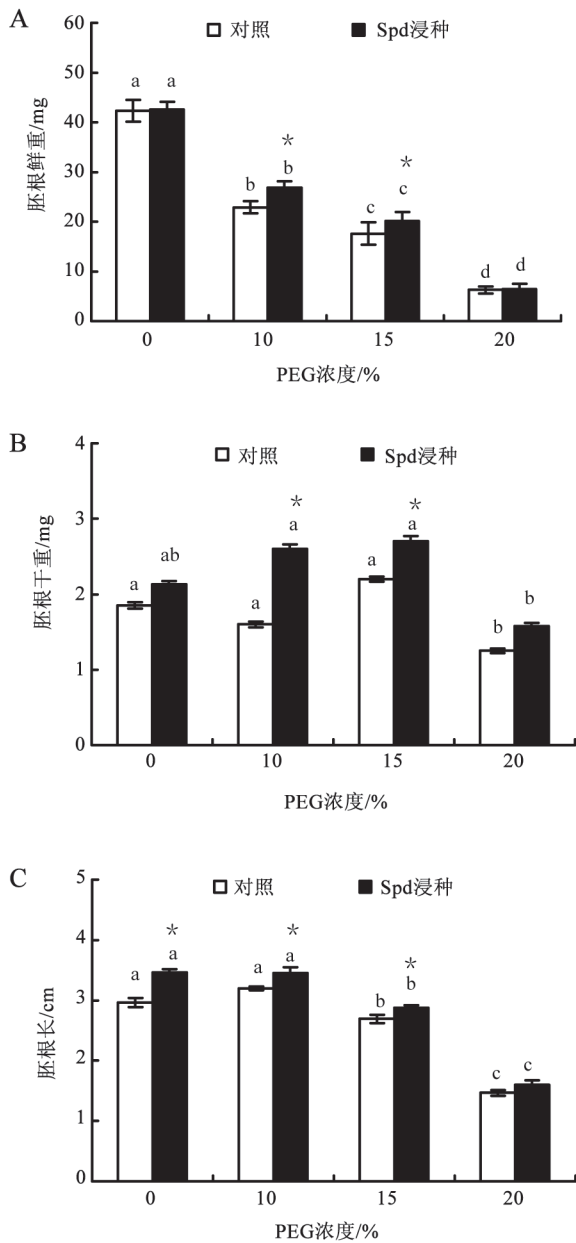 A
□ 对照 ■ Spd浸种
胚根鲜重/mg
60
50
40
30
20
10
0
a a
b b *
c c *
d d
0 10 15 20
PEG浓度/%
B
□ 对照 ■ Spd浸种
胚根干重/mg
4
3
2
1
0
a ab
a a *
a a *
b b
0 10 15 20
PEG浓度/%
C
□ 对照 ■ Spd浸种
胚根长/cm
5
4
3
2
1
0
a a *
a a *
b b *
c c
0 10 15 20
PEG浓度/%